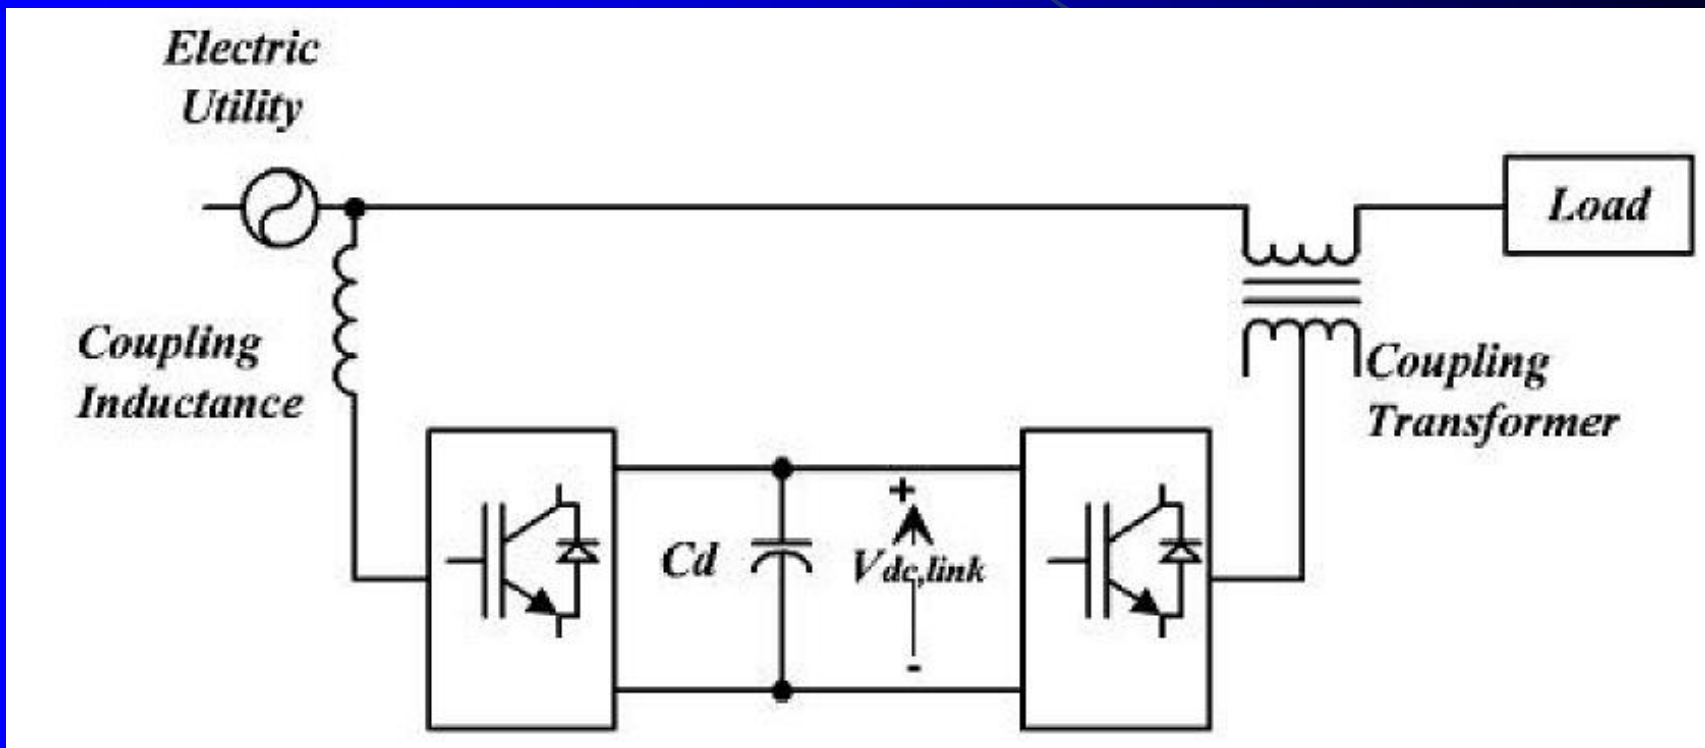 Electric
Utility
Load
Coupling
Inductance
Coupling
Transformer
Cd
+
Vdc,link
-